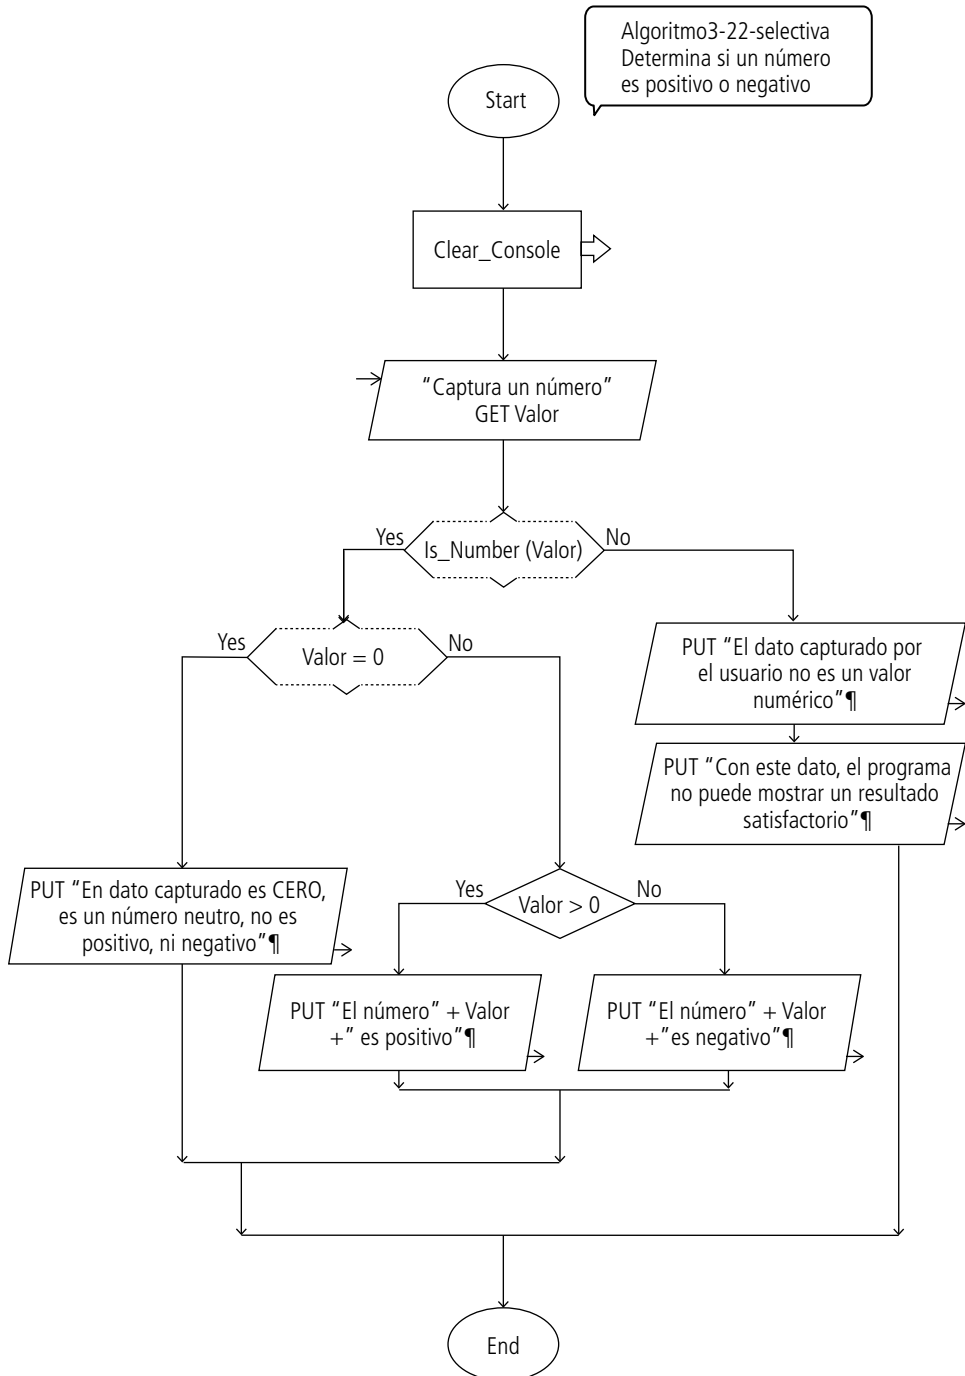 Algoritmo3-22-selectiva
Determina si un número
es positivo o negativo
Start
Clear_Console
“Captura un número”
GET Valor
Yes
Is_Number (Valor)
No
Yes
Valor = 0
No
PUT “El dato capturado por
el usuario no es un valor
numérico”¶
PUT “Con este dato, el programa
no puede mostrar un resultado
satisfactorio”¶
PUT “En dato capturado es CERO,
es un número neutro, no es
positivo, ni negativo”¶
Yes
Valor > 0
No
PUT “El número” + Valor
+” es positivo”¶
PUT “El número” + Valor
+”es negativo”¶
End